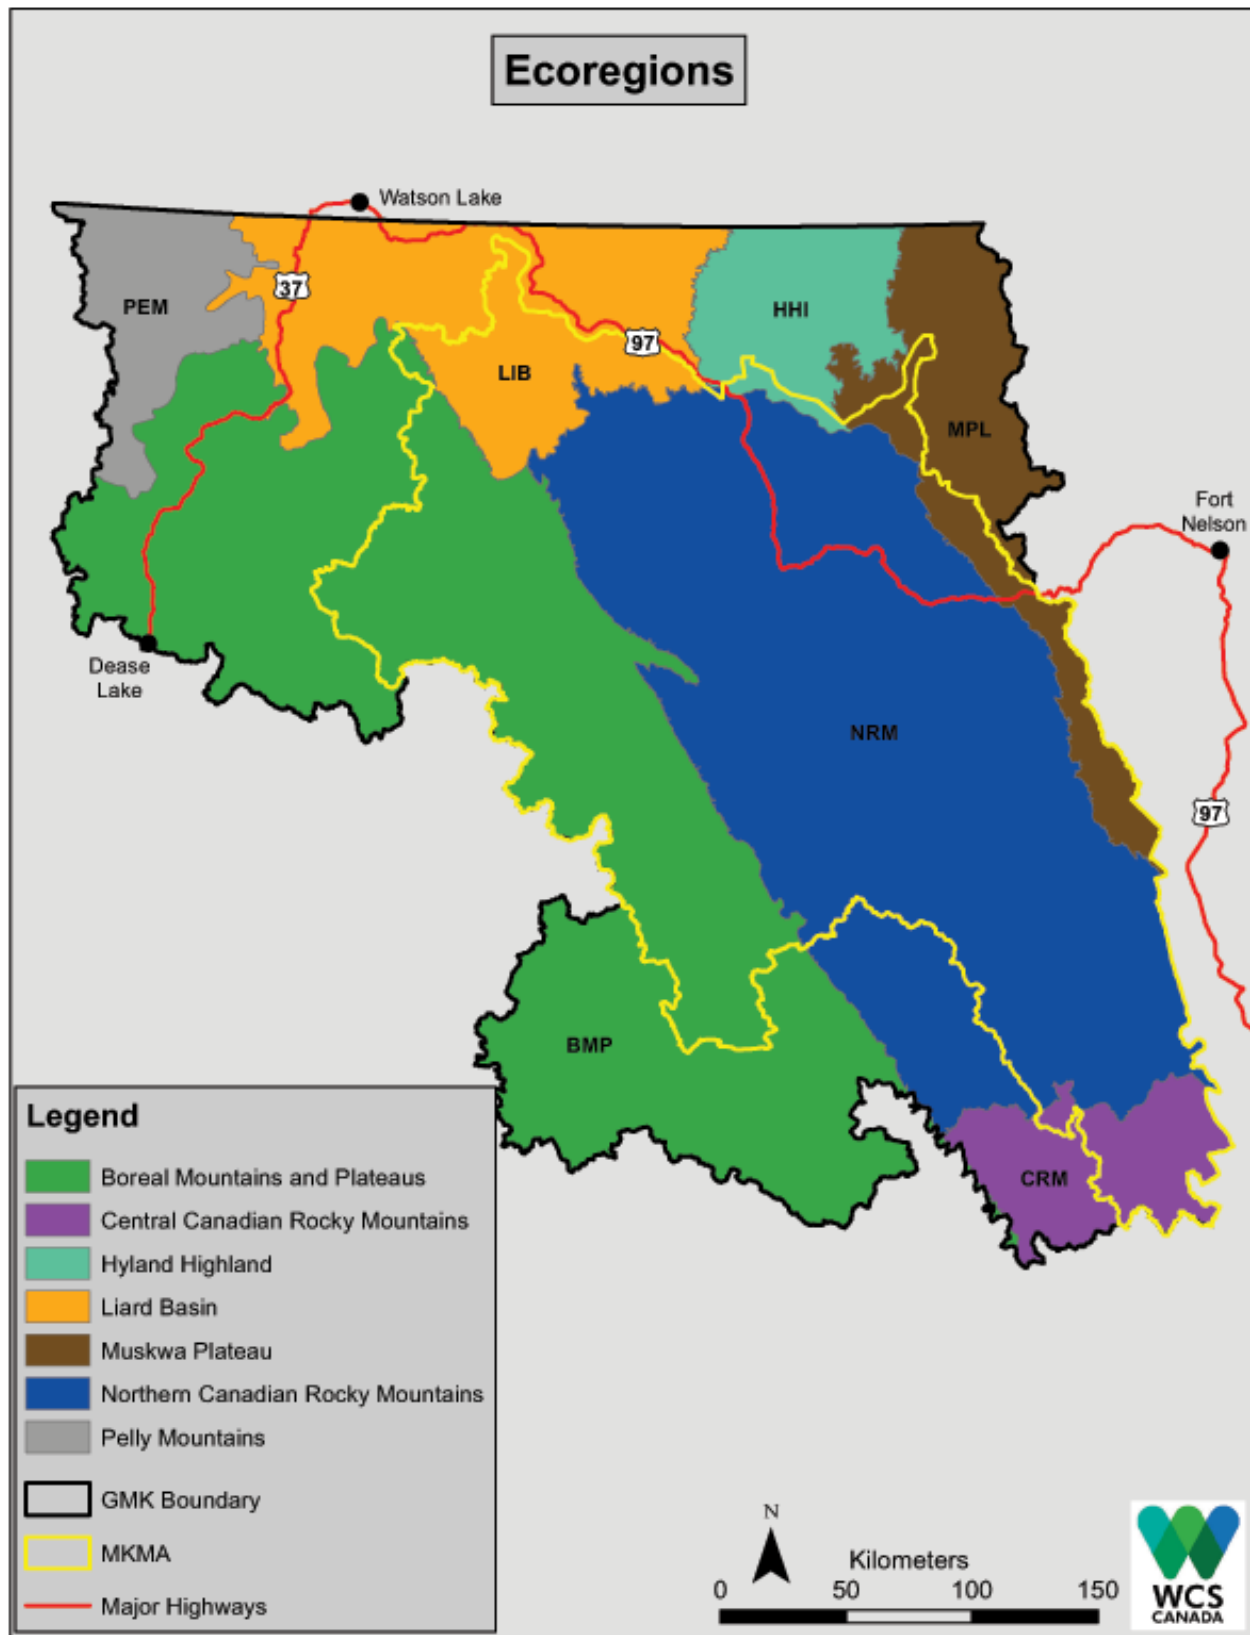 Ecoregions
Watson Lake
PEM
37
HHI
97
LIB
MPL
Fort
Nelson
Dease
Lake
NRM
97
BMP
CRM
Legend
Boreal Mountains and Plateaus
Central Canadian Rocky Mountains
Hyland Highland
Liard Basin
Muskwa Plateau
Northern Canadian Rocky Mountains
Pelly Mountains
GMK Boundary
MKMA
Major Highways
N
Kilometers
0 50 100 150
WCS
CANADA